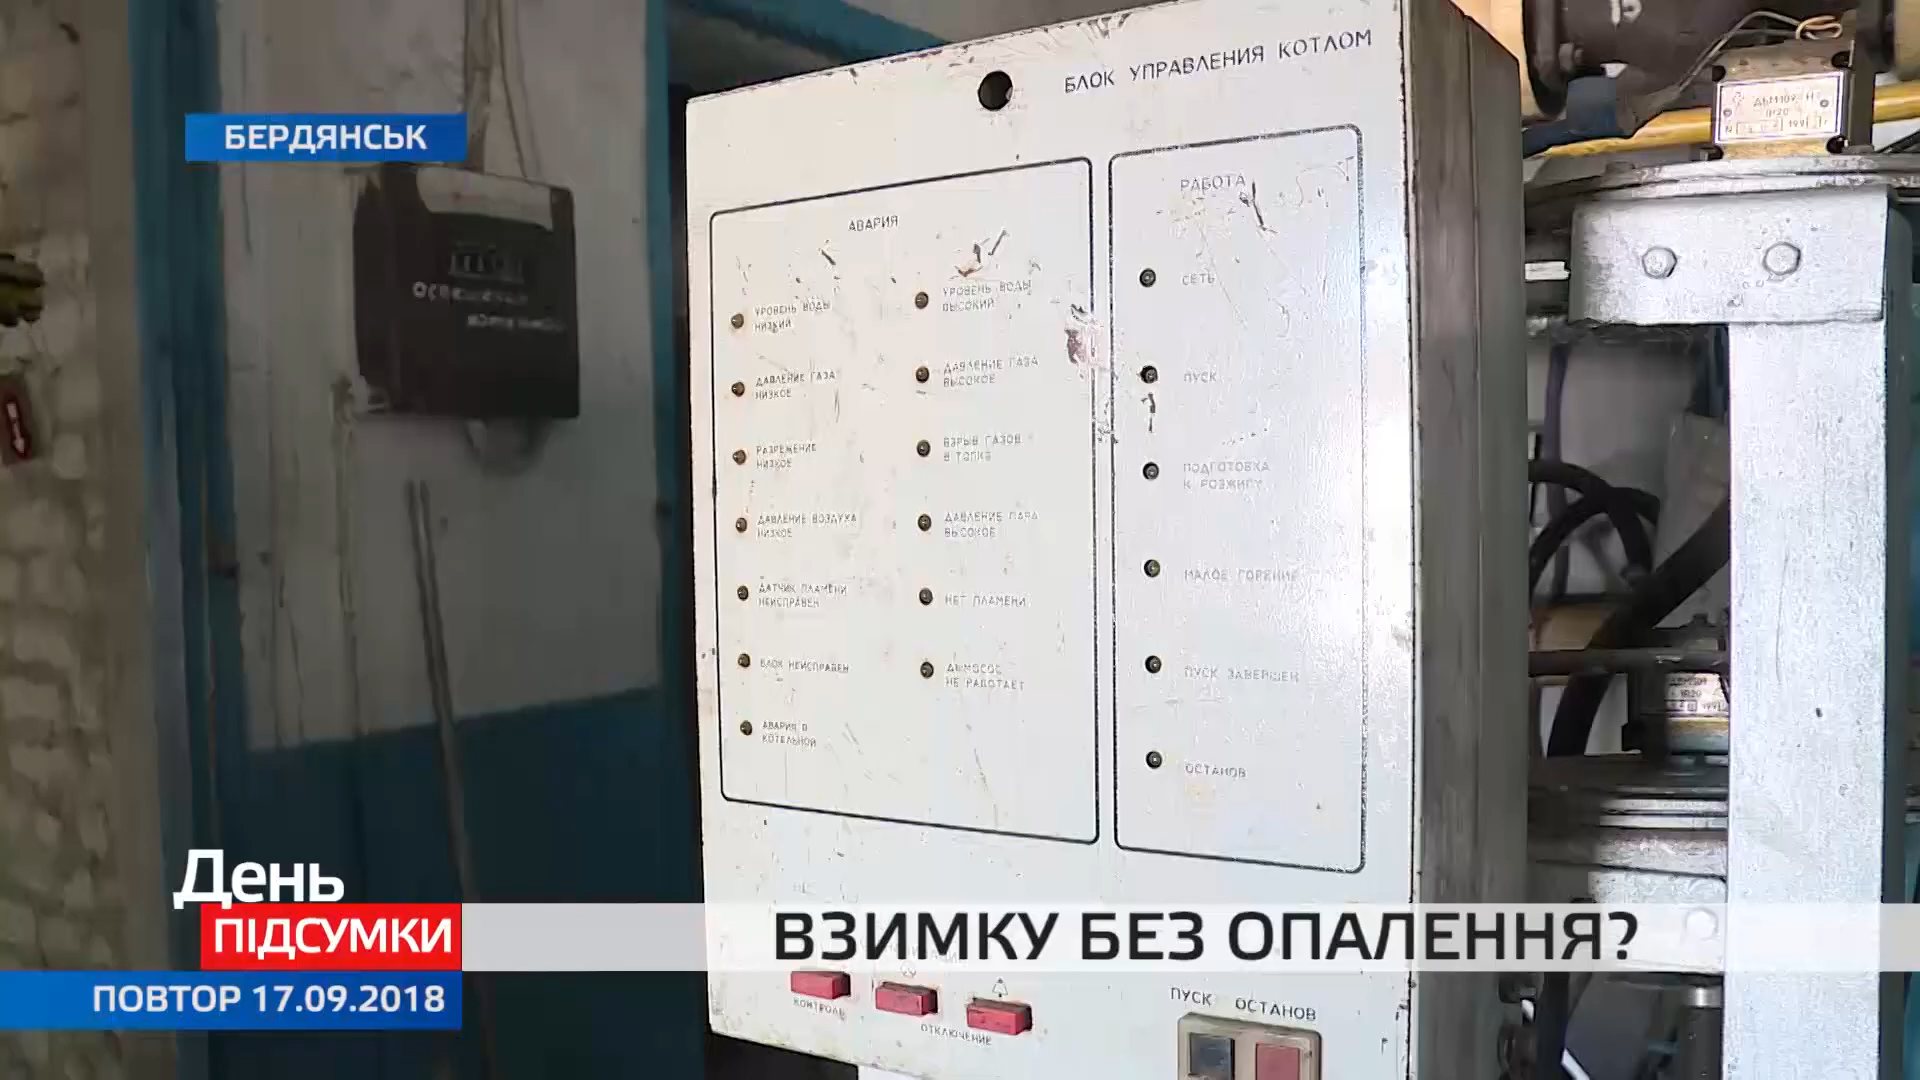 БЕРДЯНСЬК
БЛОК УПРАВЛЕНИЯ КОТЛОМ
АВАРИЯ
УРОВЕНЬ ВОДЫ
НИЗКИЙ
ДАВЛЕНИЕ ГАЗА
НИЗКОЕ
РАЗРЕЖЕНИЕ
НИЗКОЕ
ДАВЛЕНИЕ ВОЗДУХА
НИЗКОЕ
ДАТЧИК ПЛАМЕНИ
НЕИСПРАВЕН
БЛОК НЕИСПРАВЕН
АВАРИЯ В
КОТЕЛЬНОЙ
УРОВЕНЬ ВОДЫ
ВЫСОКИЙ
ДАВЛЕНИЕ ГАЗА
ВЫСОКОЕ
ВЗРЫВ ГАЗОВ
В ТОПКЕ
ДАВЛЕНИЕ ПАРА
ВЫСОКОЕ
НЕТ ПЛАМЕНИ
ДЫМОСОС
НЕ РАБОТАЕТ
РАБОТА
СЕТЬ
ПУСК
ПОДГОТОВКА
К РОЗЖИГУ
МАЛОЕ ГОРЕНИЕ
ПУСК ЗАВЕРШЕН
ОСТАНОВ
День
ПІДСУМКИ
ВЗИМКУ БЕЗ ОПАЛЕННЯ?
ПОВТОР 17.09.2018
КОНТРОЛЬ
ОТКЛЮЧЕНИЕ
ПУСК ОСТАНОВ